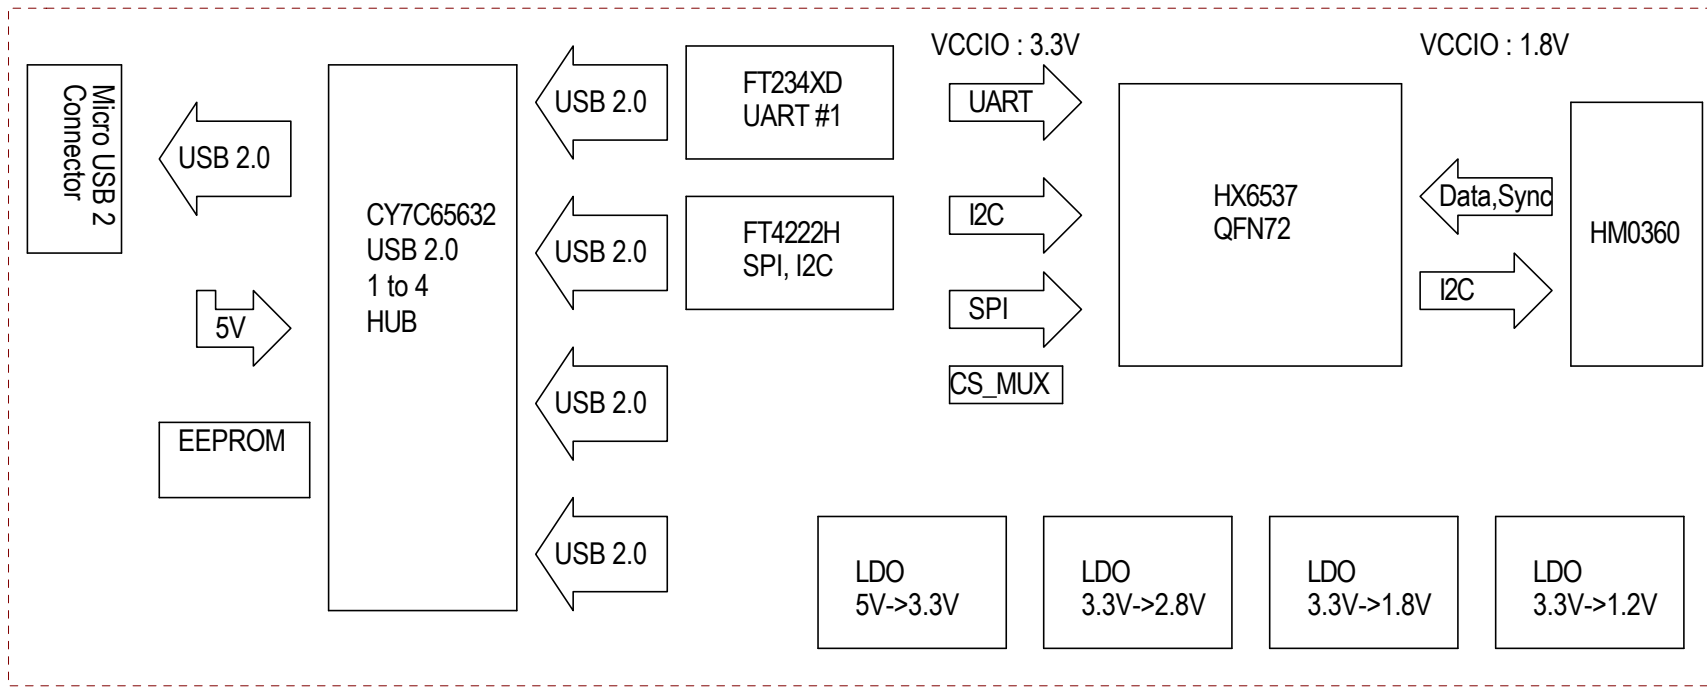 VCCIO : 3.3V
VCCIO : 1.8V
Micro USB 2
Connector
USB 2.0
5V
EEPROM
CY7C65632
USB 2.0
1 to 4
HUB
USB 2.0
USB 2.0
USB 2.0
USB 2.0
FT234XD
UART #1
FT4222H
SPI, I2C
UART
I2C
SPI
CS_MUX
HX6537
QFN72
Data,Sync
I2C
HM0360
LDO
5V->3.3V
LDO
3.3V->2.8V
LDO
3.3V->1.8V
LDO
3.3V->1.2V